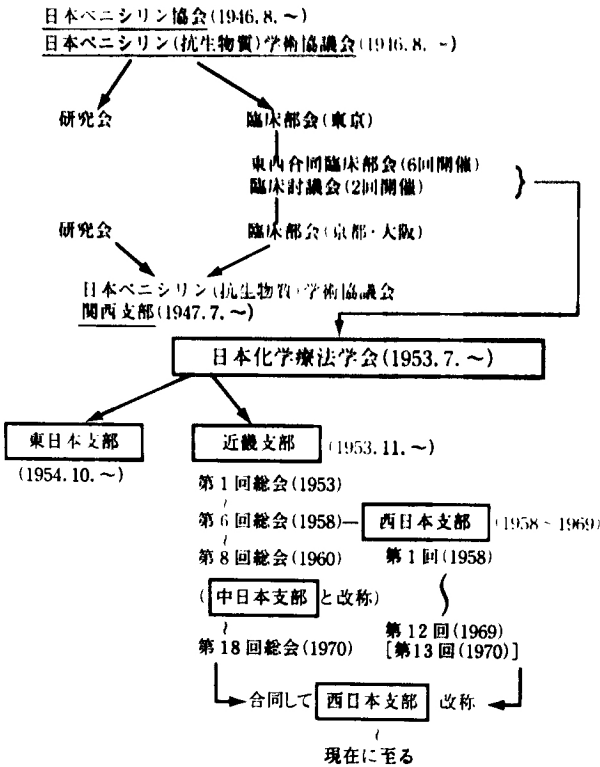 日本ペニシリン協会(1946.8.〜)
日本ペニシリン(抗生物質)学術協議会(1946.8.〜)
研究会
臨床部会(東京)
東西合同臨床部会(6回開催)
臨床討議会(2回開催)
研究会
臨床部会(京都・大阪)
日本ペニシリン(抗生物質)学術協議会
関西支部(1947.7.〜)
日本化学療法学会(1953.7.〜)
東日本支部
(1954.10.〜)
近畿支部
(1953.11.〜)
第1回総会(1953)
〜
第6回総会(1958)
西日本支部
(1958〜1969)
〜
第8回総会(1960)
第1回(1958)
(中日本支部と改称)
〜
〜
第18回総会(1970)
第12回(1969)
[第13回(1970)]
合同して西日本支部 改称
〜
現在に至る